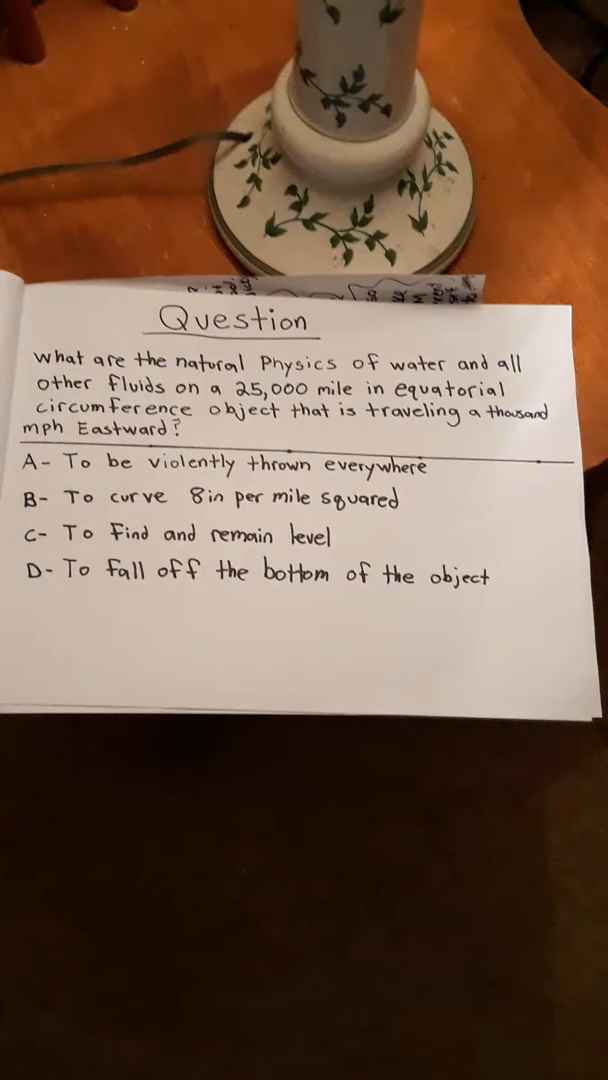 Question
What are the natural Physics of water and all
other fluids on a 25,000 mile in equatorial
circumference object that is traveling a thousand
mph Eastward?
A- To be violently thrown everywhere
B- To curve 8in per mile squared
C- To Find and remain level
D- To fall off the bottom of the object